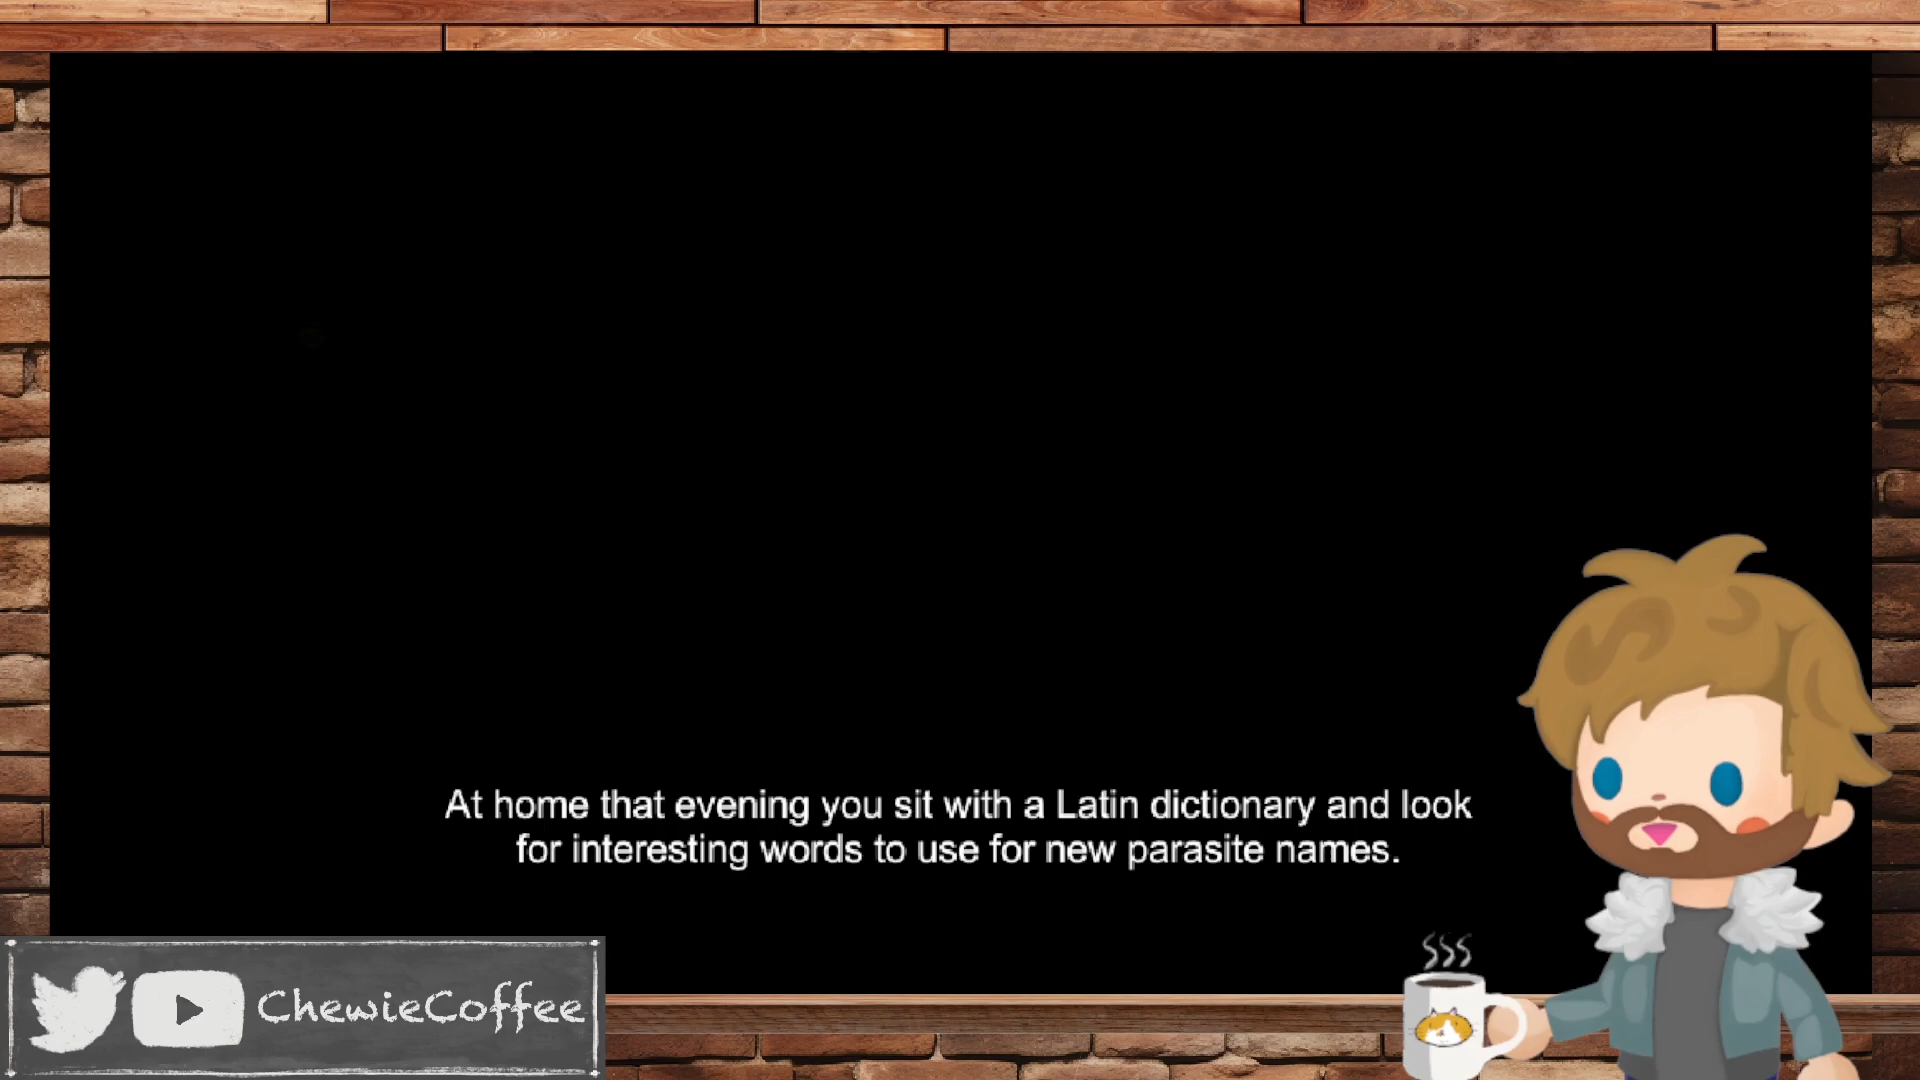 At home that evening you sit with a Latin dictionary and look
for interesting words to use for new parasite names.
ChewieCoffee